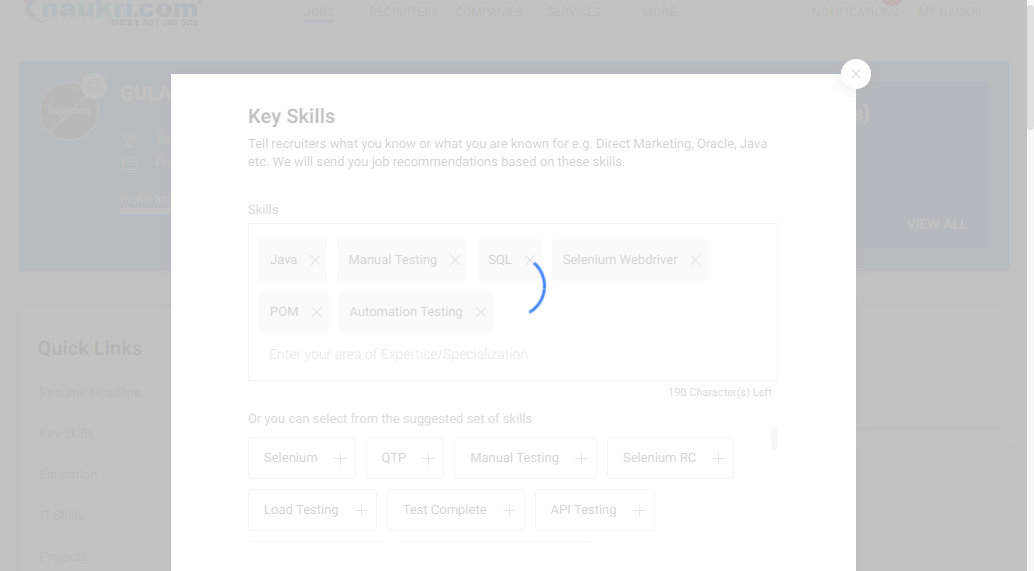 naukri.com
India's No1 Job Site
JOBS RECRUITERS COMPANIES SERVICES MORE NOTIFICATIONS MY NAUKRI
GULA
VIEW ALL
Key Skills
Tell recruiters what you know or what you are known for e.g. Direct Marketing, Oracle, Java
etc. We will send you job recommendations based on these skills.
Skills
Java Manual Testing SQL Selenium Webdriver
POM Automation Testing
Enter your area of Expertise/Specialization
190 Character(s) Left
Or you can select from the suggested set of skills
Selenium QTP Manual Testing Selenium RC
Load Testing Test Complete API Testing
Quick Links
Resume Headline
Key Skills
Education
IT Skills
Projects